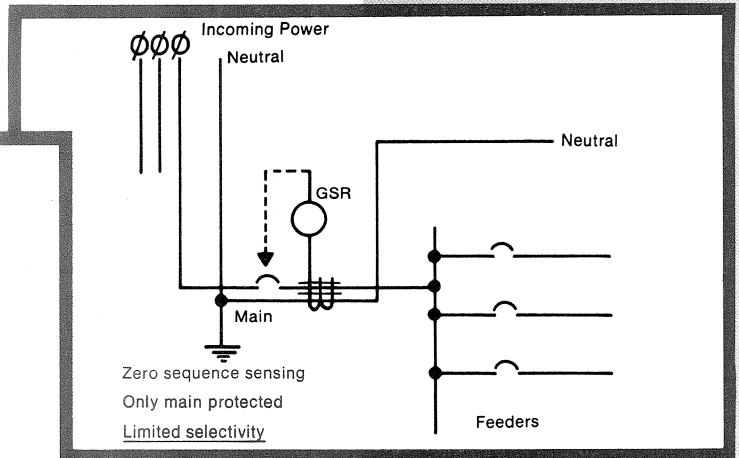 Incoming Power
ØØØ
Neutral
Neutral
GSR
Main
Zero sequence sensing
Only main protected
Limited selectivity
Feeders